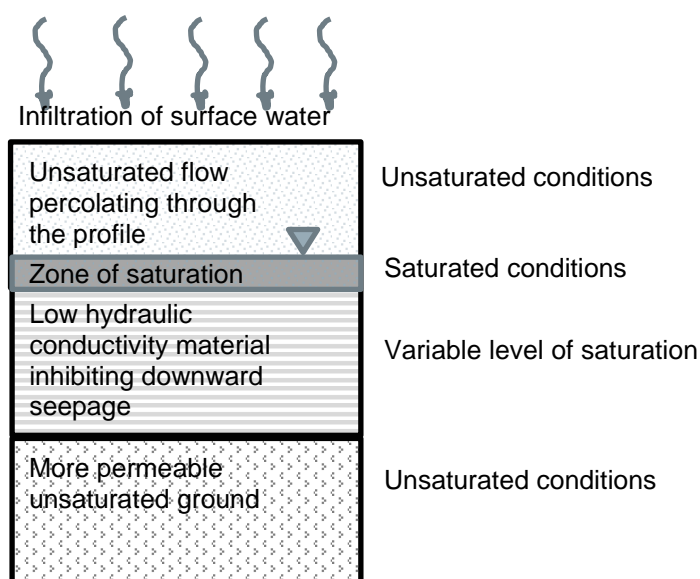 Infiltration of surface water
Unsaturated flow
percolating through
the profile
Unsaturated conditions
Zone of saturation
Saturated conditions
Low hydraulic
conductivity material
inhibiting downward
seepage
Variable level of saturation
More permeable
unsaturated ground
Unsaturated conditions